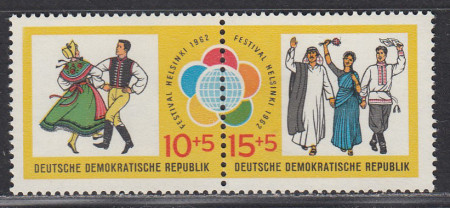 FESTIVAL HELSINKI 1962
10+5
DEUTSCHE DEMOKRATISCHE REPUBLIK
FESTIVAL HELSINKI 1962
15+5
DEUTSCHE DEMOKRATISCHE REPUBLIK